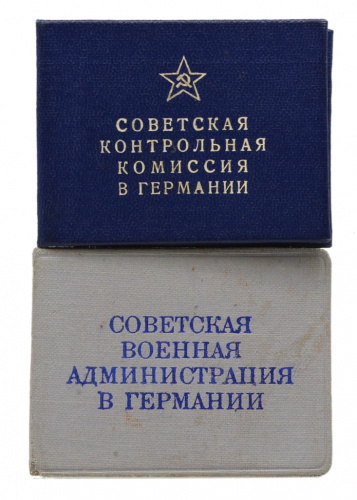 СОВЕТСКАЯ
КОНТРОЛЬНАЯ
КОМИССИЯ
В ГЕРМАНИИ
СОВЕТСКАЯ
ВОЕННАЯ
АДМИНИСТРАЦИЯ
В ГЕРМАНИИ